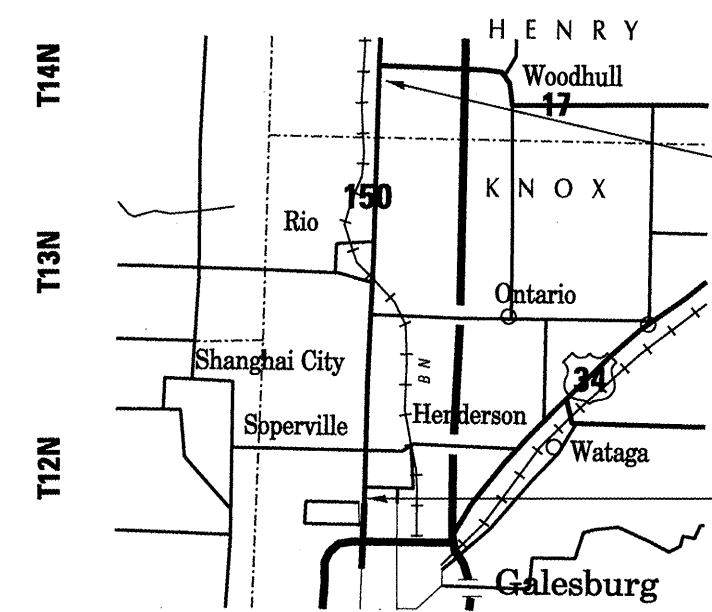 HENRY
T14N
Woodhull
17
KNOX
150
Rio
T13N
Ontario
Shanghai City
BN
34
Henderson
Soperville
T12N
Wataga
Galesburg